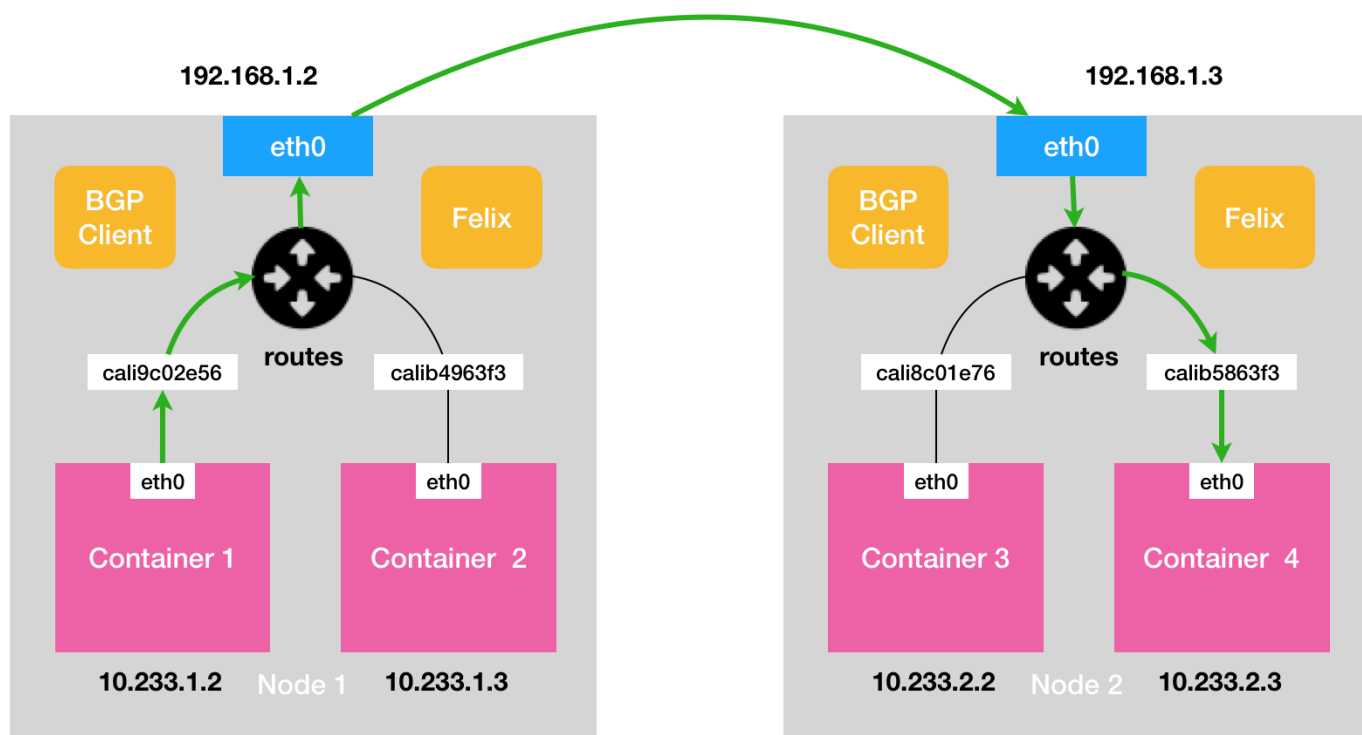 192.168.1.2
192.168.1.3
eth0
eth0
BGP
Client
Felix
BGP
Client
Felix
routes
routes
cali9c02e56
calib4963f3
cali8c01e76
calib5863f3
eth0
eth0
eth0
eth0
Container 1
Container 2
Container 3
Container 4
10.233.1.2
Node 1
10.233.1.3
10.233.2.2
Node 2
10.233.2.3